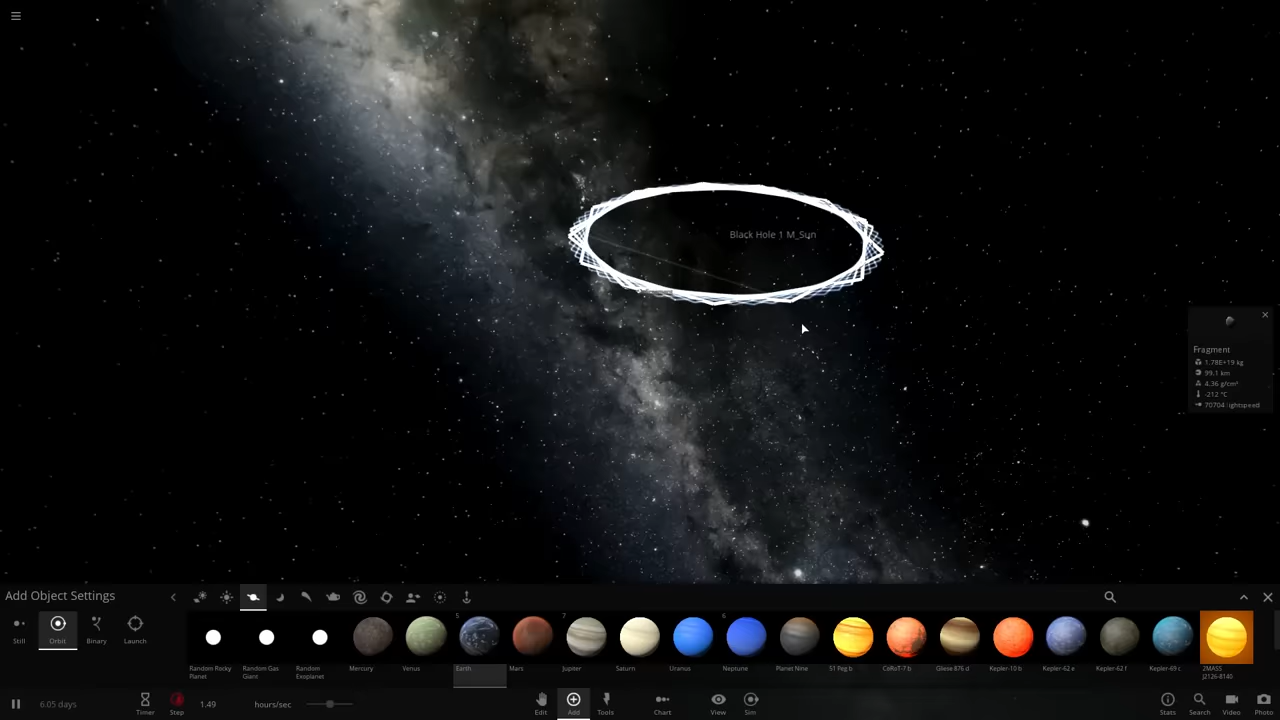 Black Hole 1 M_Sun
Fragment
1.78E+19 kg
99.1 km
4.36 g/cm³
-212 °C
70704
Add Object Settings
Still
Orbit
Binary
Launch
5
7
6
Random Rocky Planet
Random Gas Giant
Random Exoplanet
Mercury
Venus
Earth
Mars
Jupiter
Saturn
Uranus
Neptune
Planet Nine
51 Peg b
CoRoT-7 b
Gliese 876 d
Kepler-10 b
Kepler-62 e
Kepler-62 f
Kepler-69 c
2MASS J2126-8140
6.05 days
Timer
Step
1.49
hours/sec
Edit
Add
Tools
Chart
View
Sim
Stats
Search
Video
Photo